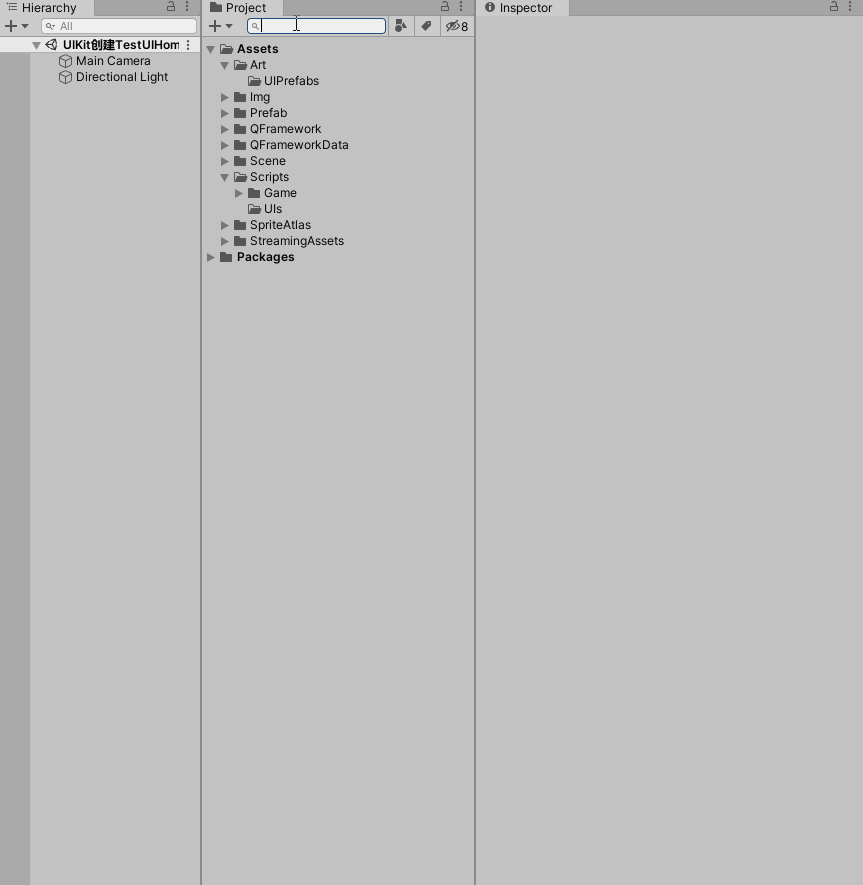 Hierarchy
All
UIKit创建TestUIHom
Main Camera
Directional Light
Project
8
Assets
Art
UIPrefabs
Img
Prefab
QFramework
QFrameworkData
Scene
Scripts
Game
UIs
SpriteAtlas
StreamingAssets
Packages
Inspector